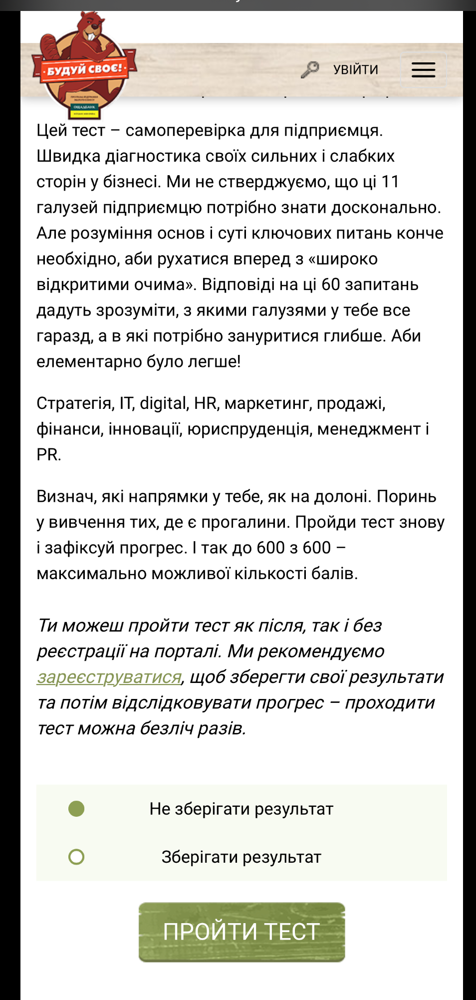 БУДУЙ СВОЄ!
ОЩАДБАНК
УВІЙТИ
Цей тест – самоперевірка для підприємця.
Швидка діагностика своїх сильних і слабких
сторін у бізнесі. Ми не стверджуємо, що ці 11
галузей підприємцю потрібно знати досконально.
Але розуміння основ і суті ключових питань конче
необхідно, аби рухатися вперед з «широко
відкритими очима». Відповіді на ці 60 запитань
дадуть зрозуміти, з якими галузями у тебе все
гаразд, а в які потрібно зануритися глибше. Аби
елементарно було легше!
Стратегія, IT, digital, HR, маркетинг, продажі,
фінанси, інновації, юриспруденція, менеджмент і
PR.
Визнач, які напрямки у тебе, як на долоні. Поринь
у вивчення тих, де є прогалини. Пройди тест знову
і зафіксуй прогрес. І так до 600 з 600 –
максимально можливої кількості балів.
Ти можеш пройти тест як після, так і без
реєстрації на порталі. Ми рекомендуємо
зареєструватися, щоб зберегти свої результати
та потім відслідковувати прогрес – проходити
тест можна безліч разів.
Не зберігати результат
Зберігати результат
ПРОЙТИ ТЕСТ